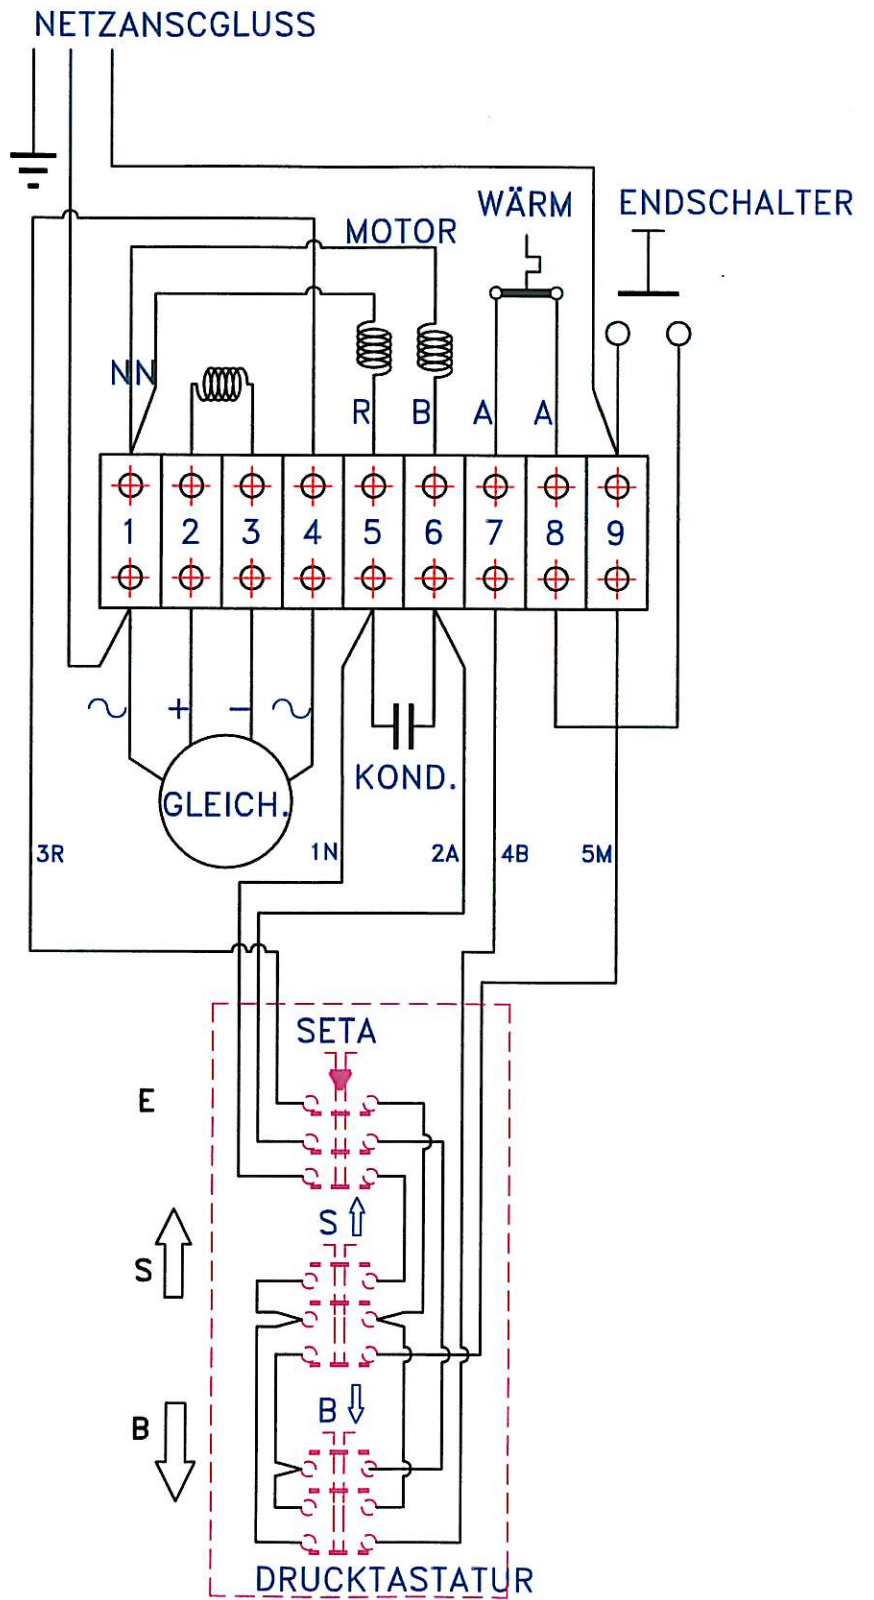 NETZANSCGLUSS
WÄRM ENDSCHALTER
MOTOR
NN
R B A A
1 2 3 4 5 6 7 8 9
∼ + − ∼
KOND.
GLEICH.
3R 1N 2A 4B 5M
SETA
E
S
S
B
B
DRUCKTASTATUR